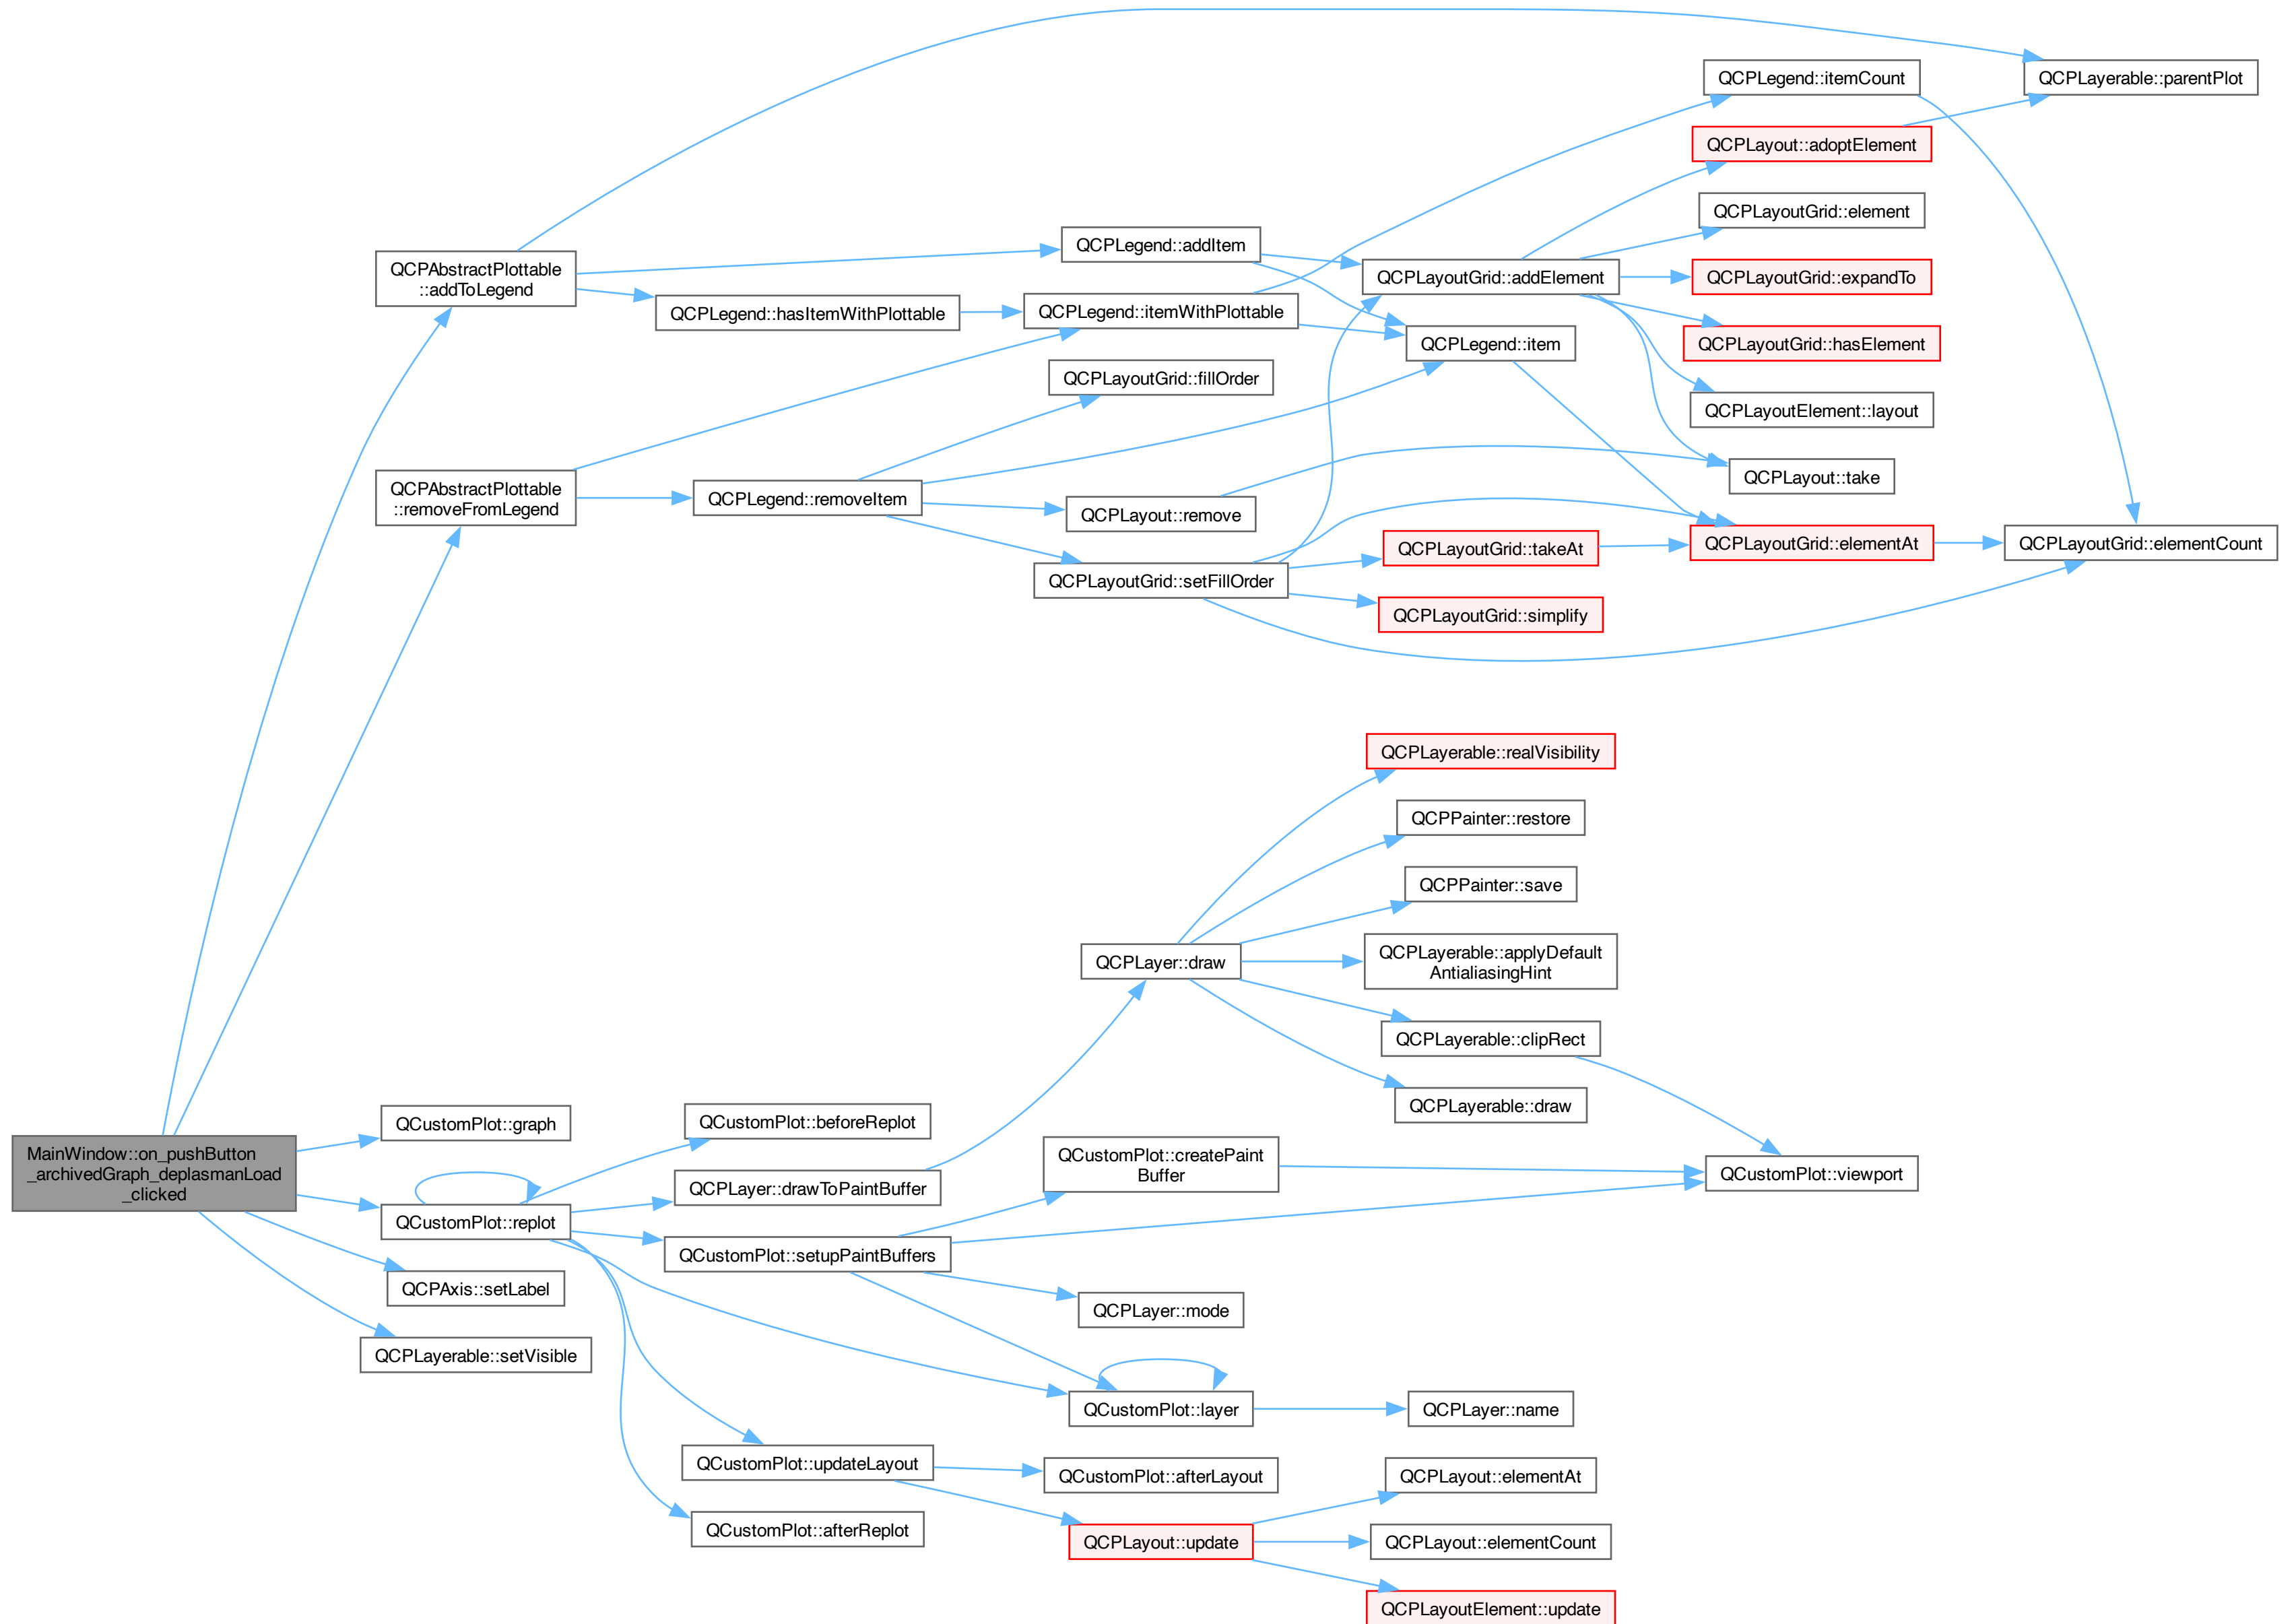 QCPLegend::itemCount
QCPLayerable::parentPlot
QCPLayout::adoptElement
QCPLayoutGrid::element
QCPLegend::addItem
QCPAbstractPlottable
::addToLegend
QCPLayoutGrid::addElement
QCPLayoutGrid::expandTo
QCPLegend::hasItemWithPlottable
QCPLegend::itemWithPlottable
QCPLegend::item
QCPLayoutGrid::hasElement
QCPLayoutGrid::fillOrder
QCPLayoutElement::layout
QCPAbstractPlottable
::removeFromLegend
QCPLegend::removeItem
QCPLayout::take
QCPLayout::remove
QCPLayoutGrid::takeAt
QCPLayoutGrid::elementAt
QCPLayoutGrid::elementCount
QCPLayoutGrid::setFillOrder
QCPLayoutGrid::simplify
QCPLayerable::realVisibility
QCPPainter::restore
QCPPainter::save
QCPLayer::draw
QCPLayerable::applyDefault
AntialiasingHint
QCPLayerable::clipRect
QCPLayerable::draw
QCustomPlot::graph
QCustomPlot::beforeReplot
MainWindow::on_pushButton
_archivedGraph_deplasmanLoad
_clicked
QCustomPlot::createPaint
Buffer
QCustomPlot::viewport
QCPLayer::drawToPaintBuffer
QCustomPlot::replot
QCustomPlot::setupPaintBuffers
QCPAxis::setLabel
QCPLayer::mode
QCPLayerable::setVisible
QCustomPlot::layer
QCPLayer::name
QCustomPlot::updateLayout
QCustomPlot::afterLayout
QCPLayout::elementAt
QCustomPlot::afterReplot
QCPLayout::update
QCPLayout::elementCount
QCPLayoutElement::update